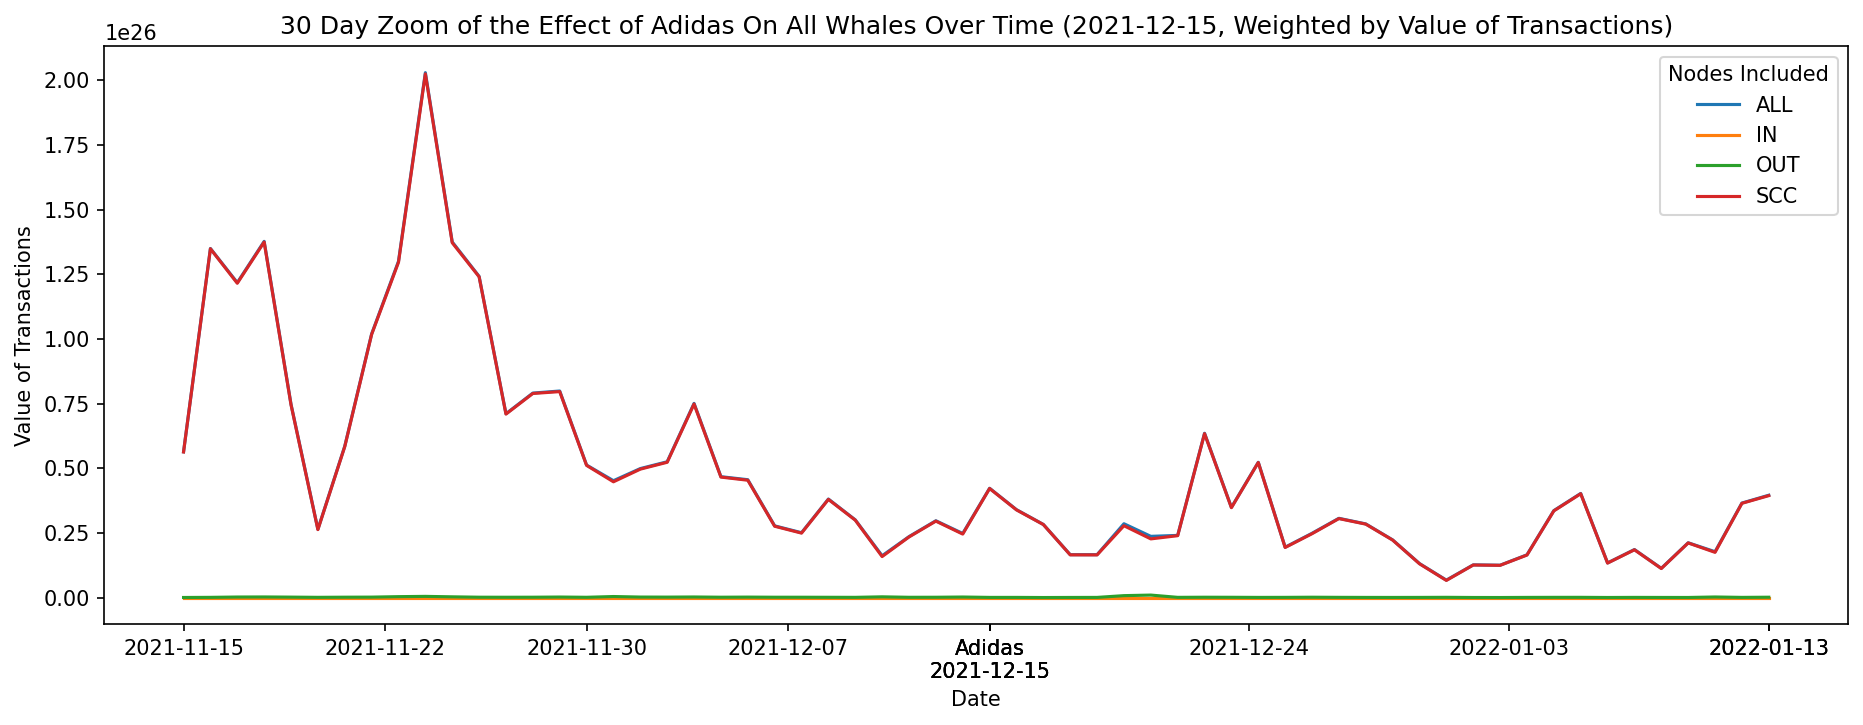 30 Day Zoom of the Effect of Adidas On All Whales Over Time (2021-12-15, Weighted by Value of Transactions)
1e26
2.00
1.75
1.50
1.25
1.00
0.75
0.50
0.25
0.00
Value of Transactions
Nodes Included
ALL
IN
OUT
SCC
2021-11-15 2021-11-22 2021-11-30 2021-12-07 Adidas 2021-12-24 2022-01-03 2022-01-13
2021-12-15
Date